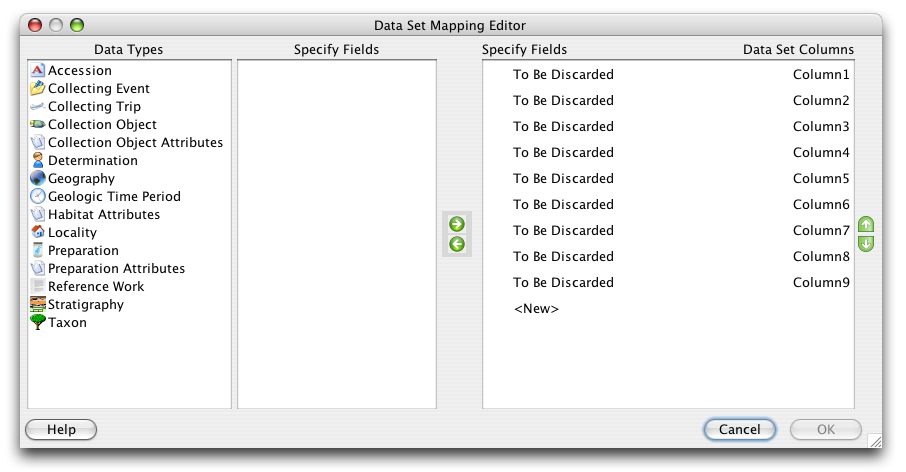 Data Set Mapping Editor
Data Types
Specify Fields
Specify Fields
Data Set Columns
Accession
Collecting Event
Collecting Trip
Collection Object
Collection Object Attributes
Determination
Geography
Geologic Time Period
Habitat Attributes
Locality
Preparation
Preparation Attributes
Reference Work
Stratigraphy
Taxon
To Be Discarded Column1
To Be Discarded Column2
To Be Discarded Column3
To Be Discarded Column4
To Be Discarded Column5
To Be Discarded Column6
To Be Discarded Column7
To Be Discarded Column8
To Be Discarded Column9
<New>
Help
Cancel
OK